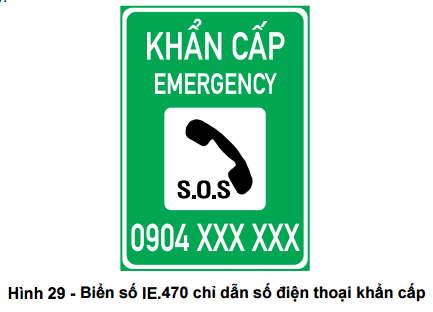 KHẨN CẤP
EMERGENCY
S.O.S
0904 XXX XXX
Hình 29 - Biển số IE.470 chỉ dẫn số điện thoại khẩn cấp